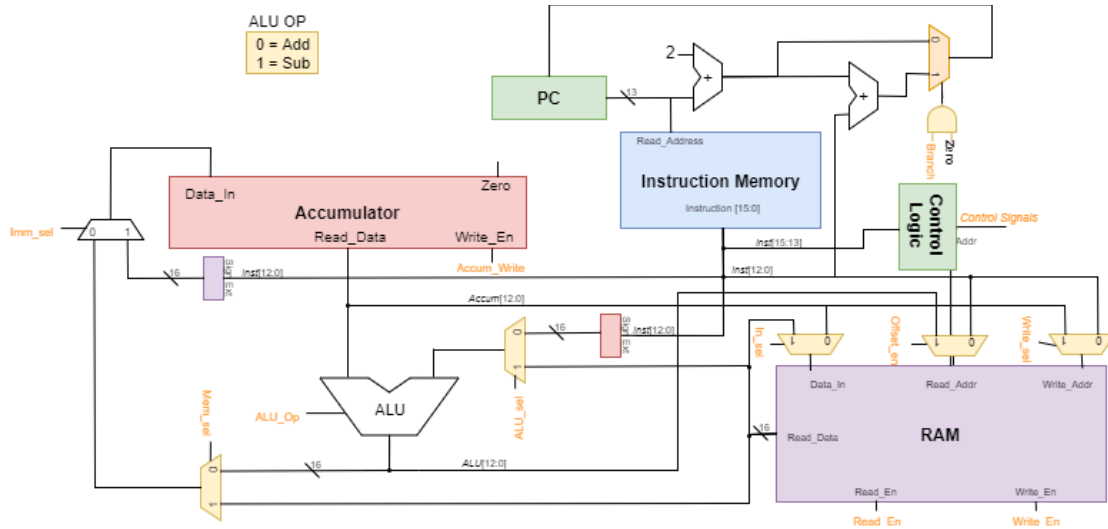 ALU OP
0 = Add
1 = Sub
2
+
+
0
1
PC
13
Read_Address
Instruction Memory
Instruction [15:0]
Branch
Zero
Data_In
Zero
Accumulator
Read_Data
Write_En
Accum_Write
Imm_sel
0
1
16
Sign Ext
Inst[12:0]
Inst[15:13]
Inst[12:0]
Control Logic
Control Signals
Addr
Accum[12:0]
16
Sign Ext
Inst[12:0]
0
1
ALU_sel
In_sel
1
0
Offset_en
1
0
Write_sel
1
0
Data_In
Read_Addr
Write_Addr
ALU
ALU_Op
RAM
16
Read_Data
Mem_sel
0
1
16
ALU[12:0]
Read_En
Write_En
Read_En
Write_En